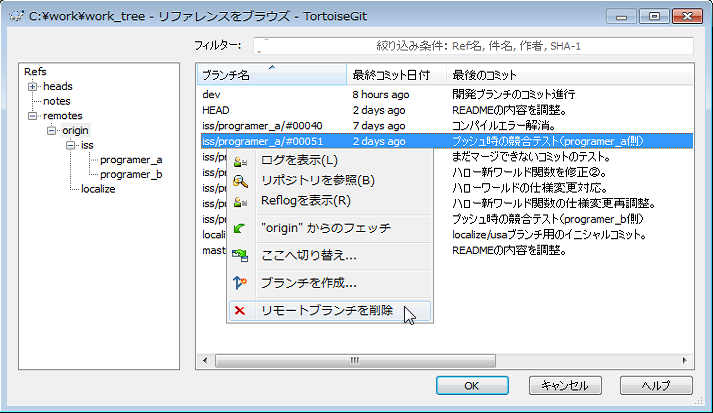 C:¥work¥work_tree - リファレンスをブラウズ - TortoiseGit
フィルター: 絞り込み条件: Ref名, 件名, 作者, SHA-1
Refs
heads
notes
remotes
origin
iss
programer_a
programer_b
localize
ブランチ名 最終コミット日付 最後のコミット
dev 8 hours ago 開発ブランチのコミット進行
HEAD 2 days ago READMEの内容を調整。
iss/programer_a/#00040 7 days ago コンパイルエラー解消。
iss/programer_a/#00051 2 days ago プッシュ時の競合テスト(programer_a側)
iss/pr まだマージできないコミットのテスト。
iss/pr ハロー新ワールド関数を修正②。
iss/pr ハローワールドの仕様変更対応。
iss/pr ハロー新ワールド関数の仕様変更再調整。
iss/pr プッシュ時の競合テスト(programer_b側)
localize localize/usaブランチ用のイニシャルコミット。
mast READMEの内容を調整。
ログを表示(L)
リポジトリを参照(B)
Reflogを表示(R)
"origin" からのフェッチ
ここへ切り替え...
ブランチを作成...
リモートブランチを削除
OK キャンセル ヘルプ